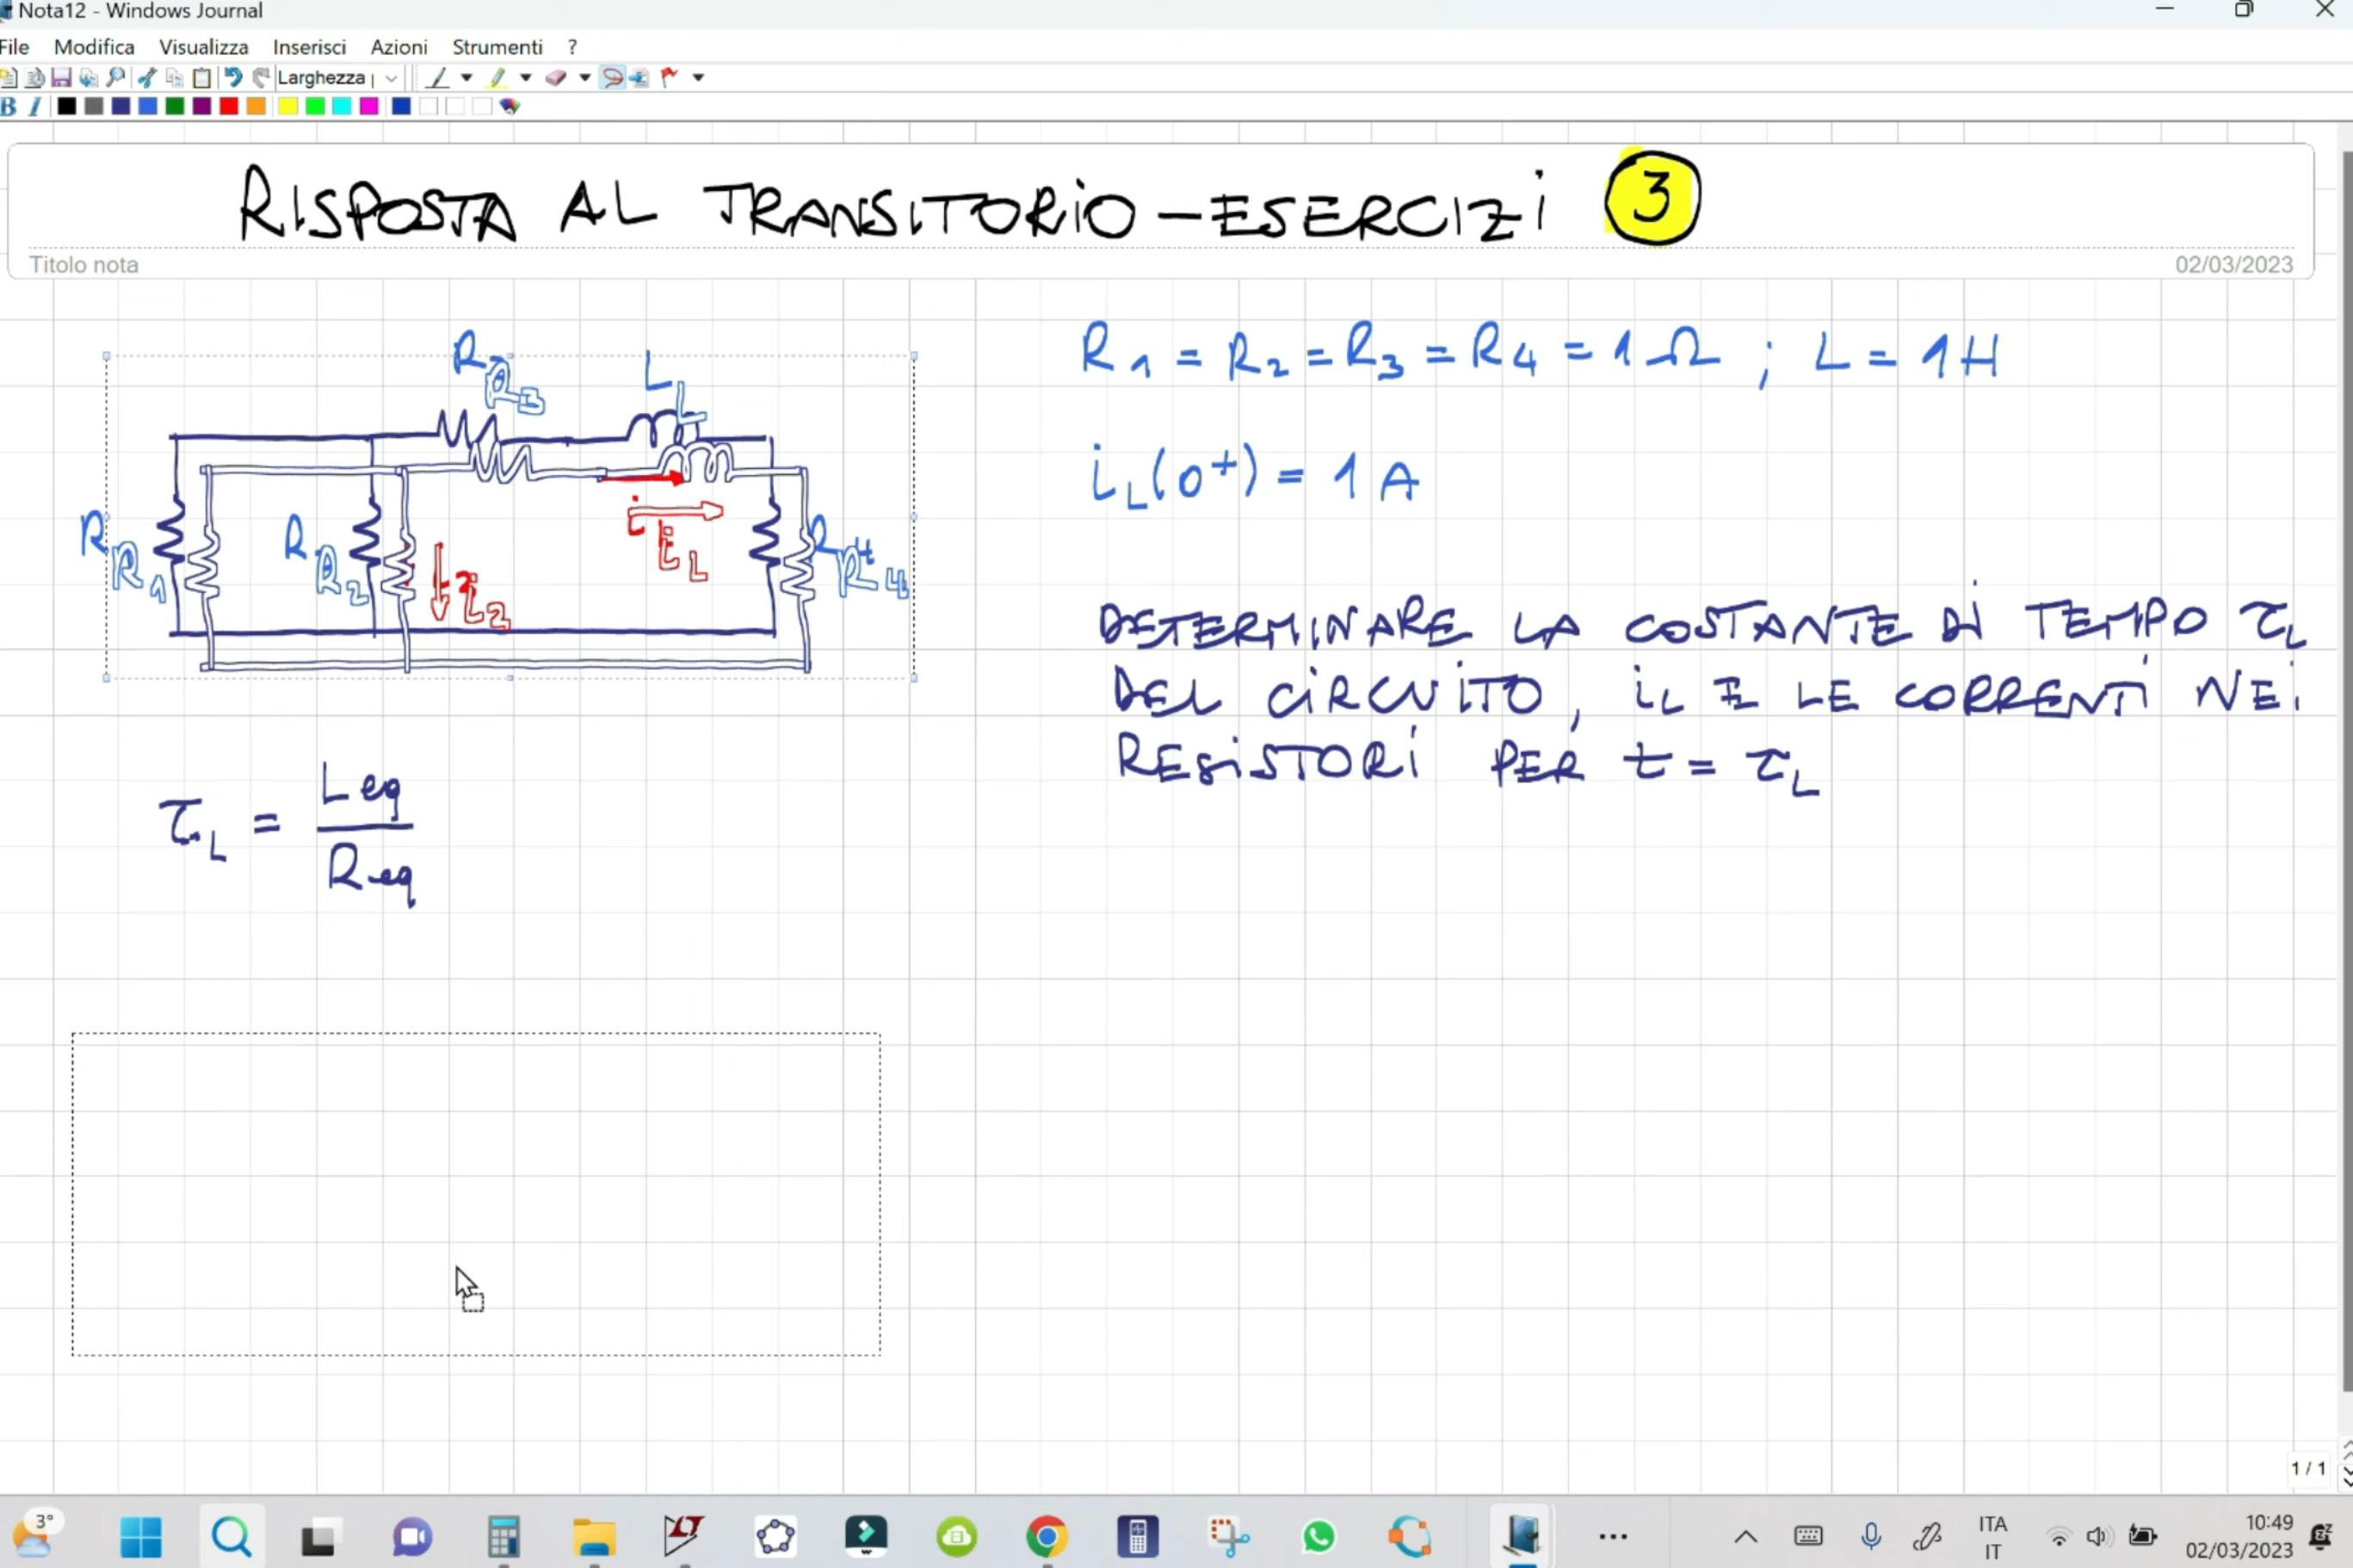 Nota12 - Windows Journal
File Modifica Visualizza Inserisci Azioni Strumenti ?
Larghezza
B I
RISPOSTA AL TRANSITORIO - ESERCIZI 3
Titolo nota
02/03/2023
R3 L
R3 L
R1 = R2 = R3 = R4 = 1 Ω ; L = 1H
iL(0+) = 1 A
R R
R1 R2 i2 iL R4
DETERMINARE LA COSTANTE DI TEMPO τL
DEL CIRCUITO, iL E LE CORRENTI NEI
RESISTORI PER t = τL
τL = Leq
Req
1 / 1
3°
LT
ITA
IT
10:49
02/03/2023